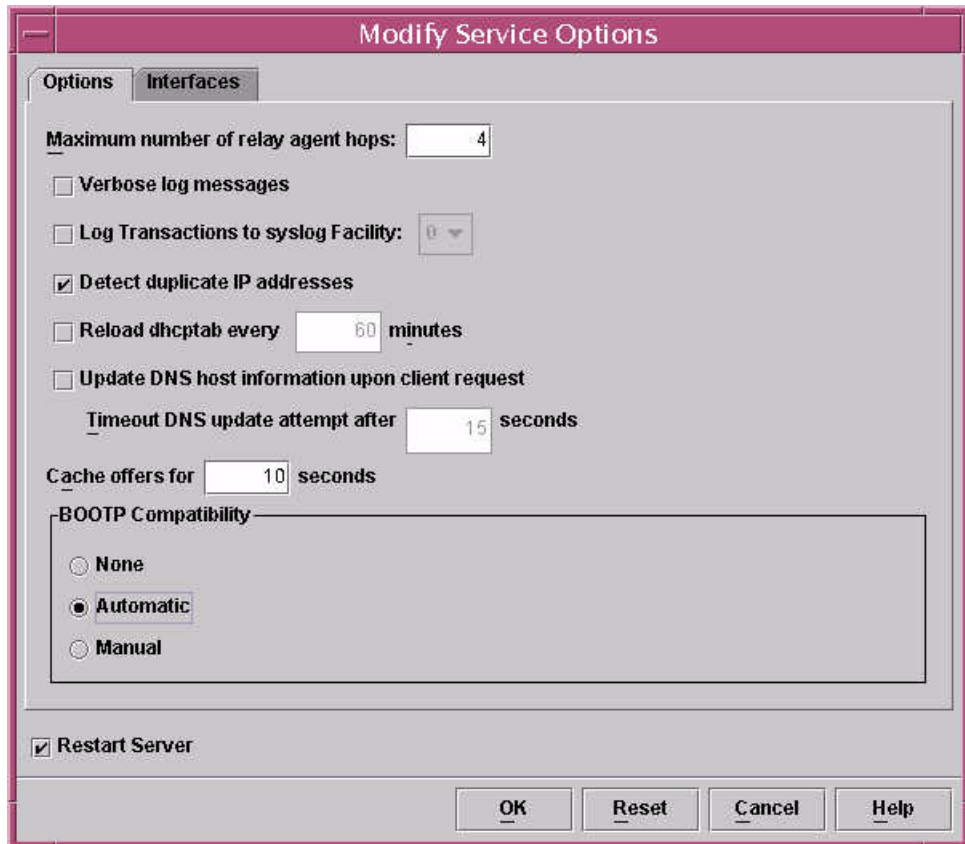 Modify Service Options
Options Interfaces
Maximum number of relay agent hops: 4
Verbose log messages
Log Transactions to syslog Facility: 0
Detect duplicate IP addresses
Reload dhcptab every 60 minutes
Update DNS host information upon client request
Timeout DNS update attempt after 15 seconds
Cache offers for 10 seconds
BOOTP Compatibility
None
Automatic
Manual
Restart Server
OK Reset Cancel Help